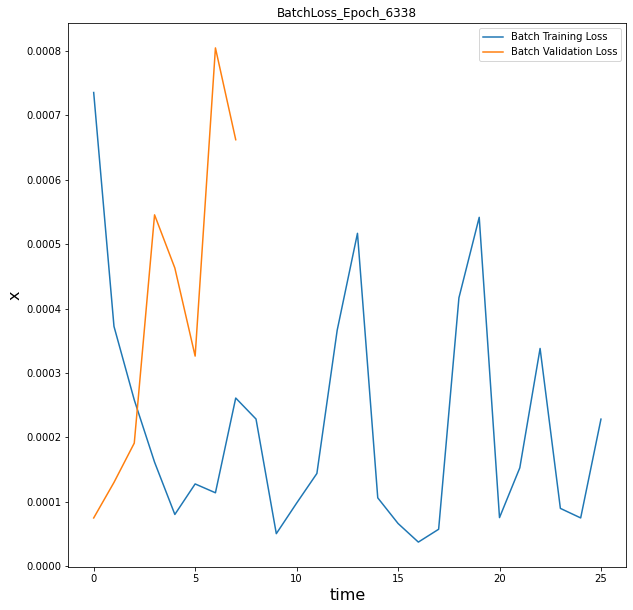 BatchLoss_Epoch_6338
Batch Training Loss
Batch Validation Loss
0.0008
0.0007
0.0006
0.0005
0.0004
0.0003
0.0002
0.0001
0.0000
x
0 5 10 15 20 25
time